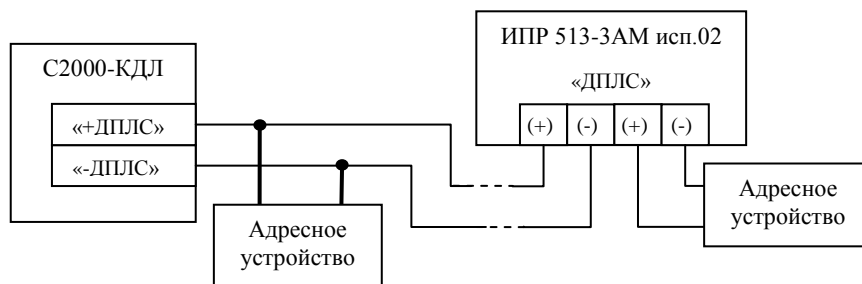 С2000-КДЛ
«+ДПЛС»
«-ДПЛС»
Адресное
устройство
ИПР 513-3АМ исп.02
«ДПЛС»
(+) (-) (+) (-)
Адресное
устройство